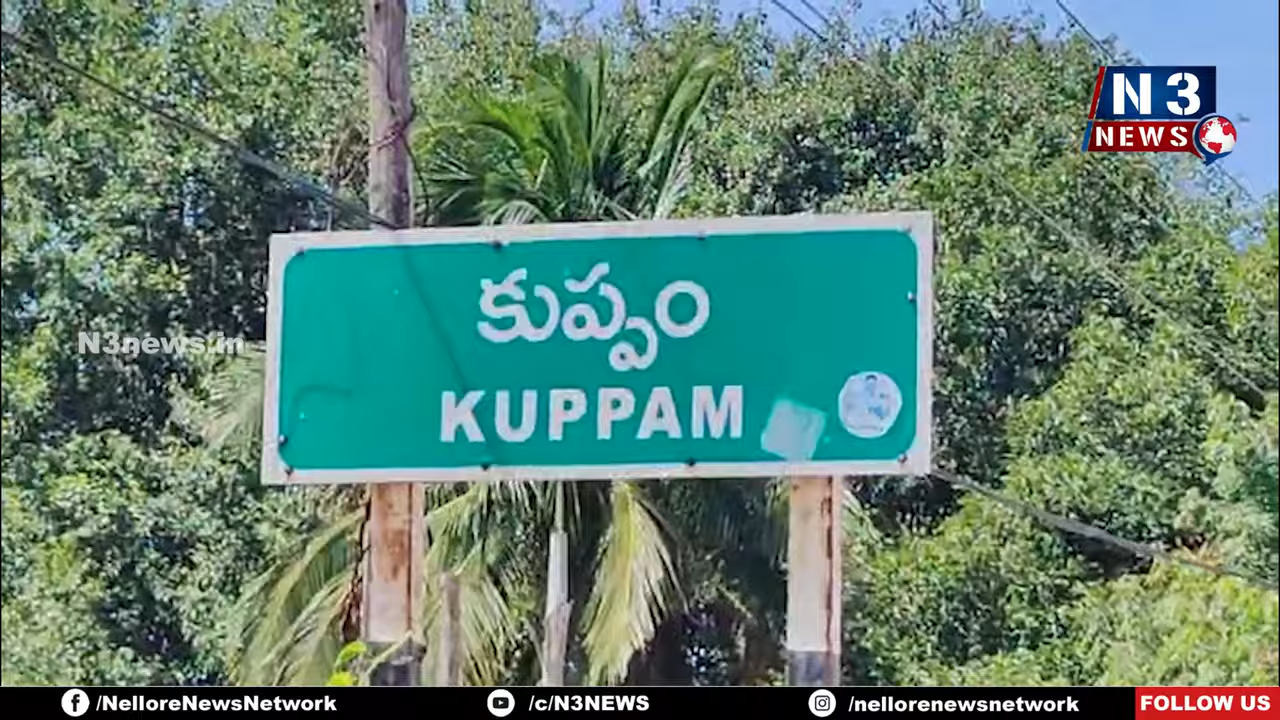 N3
NEWS
N3news.in
కుప్పం
KUPPAM
/NelloreNewsNetwork
/c/N3NEWS
/nellorenewsnetwork
FOLLOW US